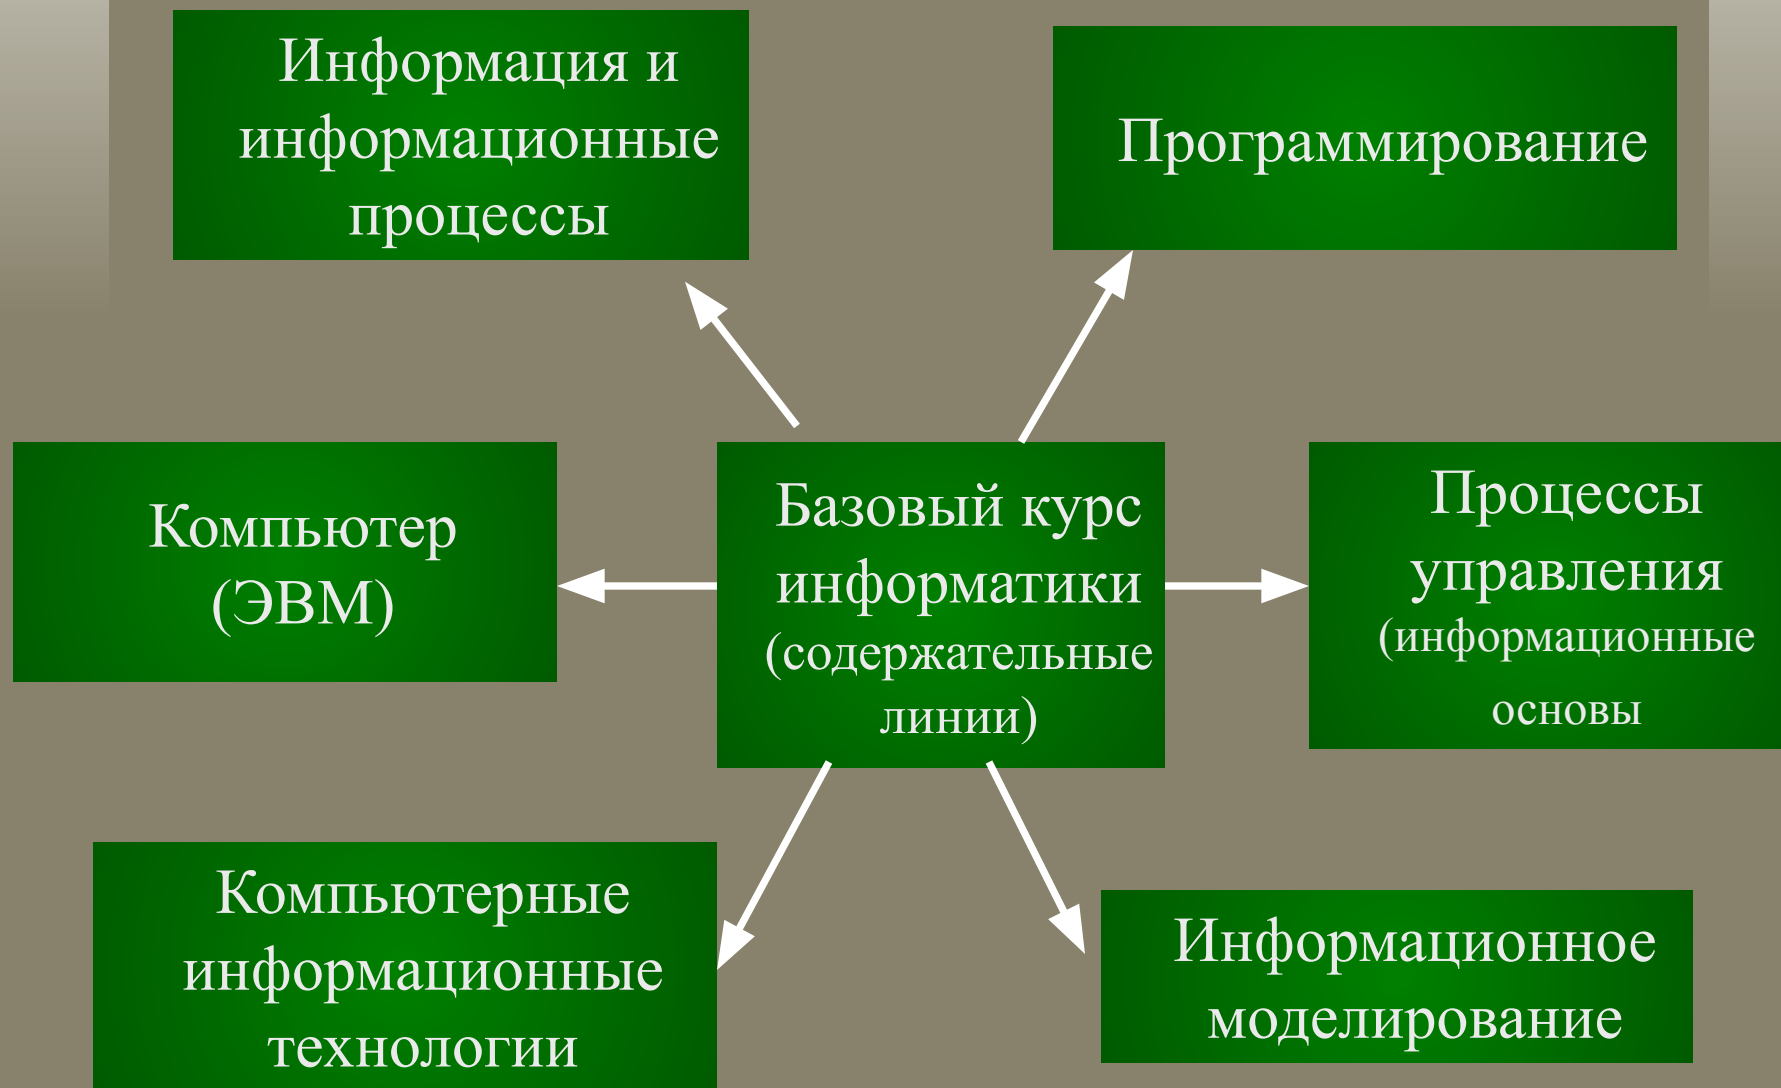 Информация и
информационные
процессы
Программирование
Компьютер
(ЭВМ)
Базовый курс
информатики
(содержательные
линии)
Процессы
управления
(информационные
основы
Компьютерные
информационные
технологии
Информационное
моделирование